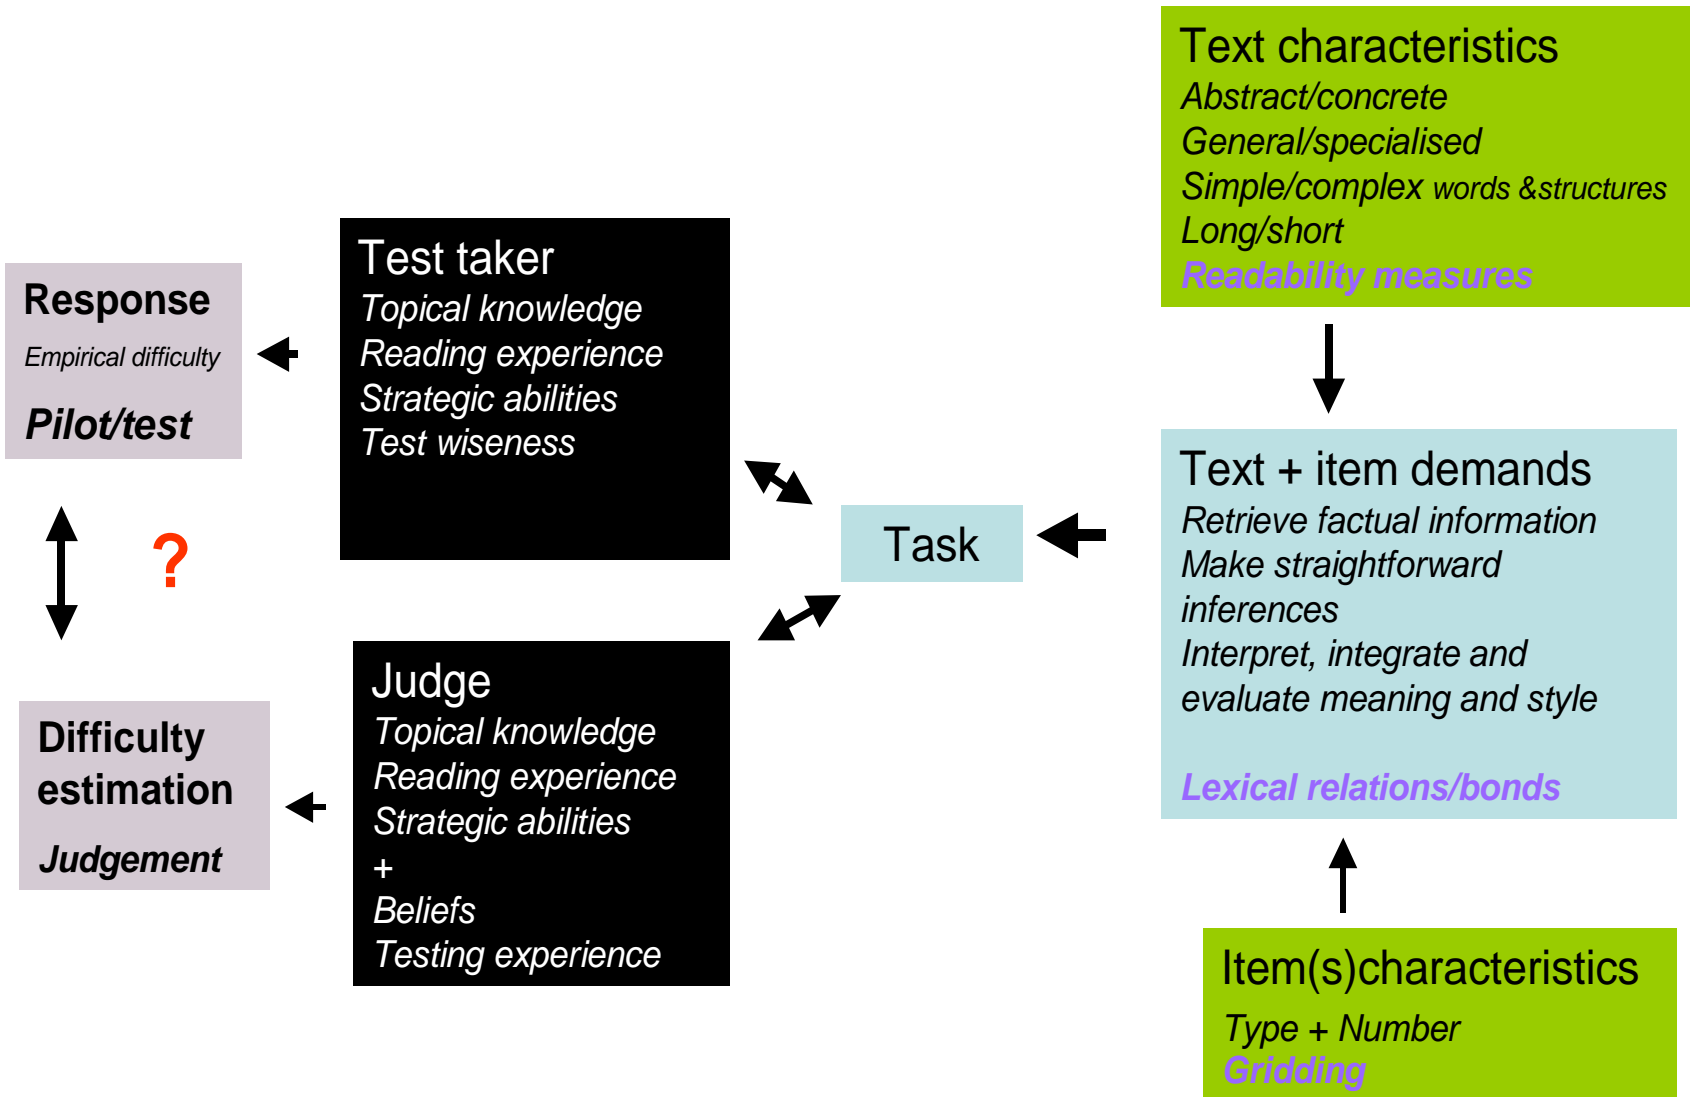 Text characteristics
Abstract/concrete
General/specialised
Simple/complex words &structures
Long/short
Readability measures
Test taker
Topical knowledge
Reading experience
Strategic abilities
Test wiseness
Response
Empirical difficulty
Pilot/test
?
Task
Text + item demands
Retrieve factual information
Make straightforward
inferences
Interpret, integrate and
evaluate meaning and style
Lexical relations/bonds
Judge
Topical knowledge
Reading experience
Strategic abilities
+
Beliefs
Testing experience
Difficulty
estimation
Judgement
Item(s)characteristics
Type + Number
Gridding